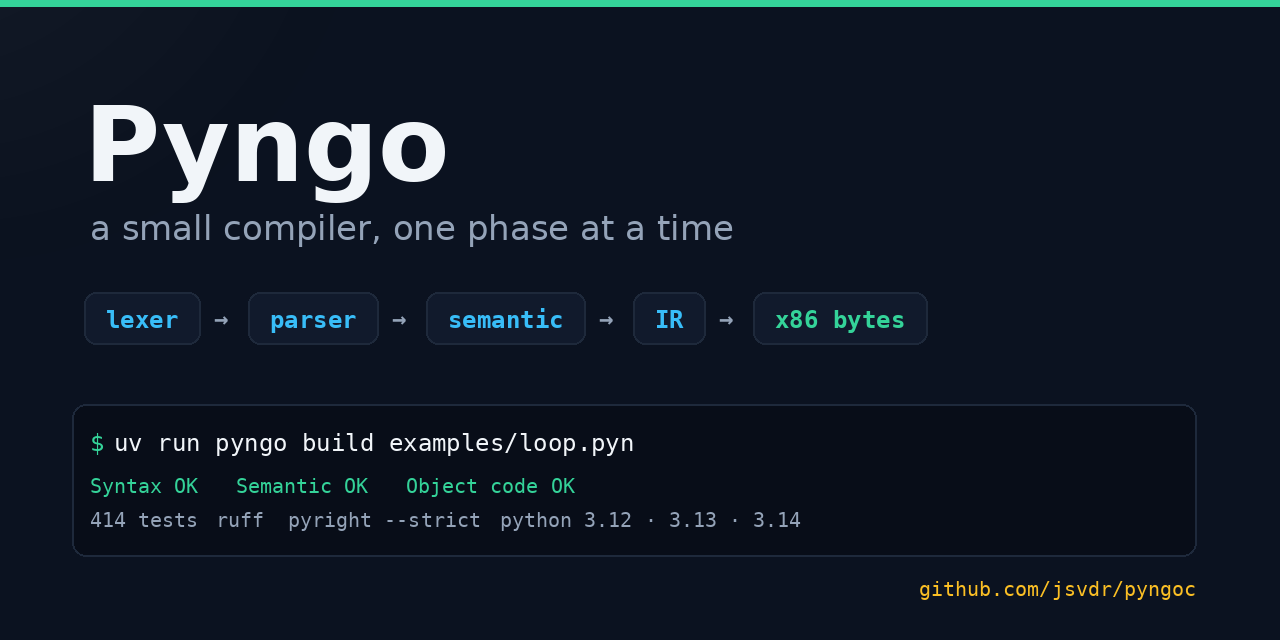 Pyngo
a small compiler, one phase at a time
lexer → parser → semantic → IR → x86 bytes
$ uv run pyngo build examples/loop.pyn
Syntax OK Semantic OK Object code OK
414 tests ruff pyright --strict python 3.12 · 3.13 · 3.14
github.com/jsvdr/pyngoc